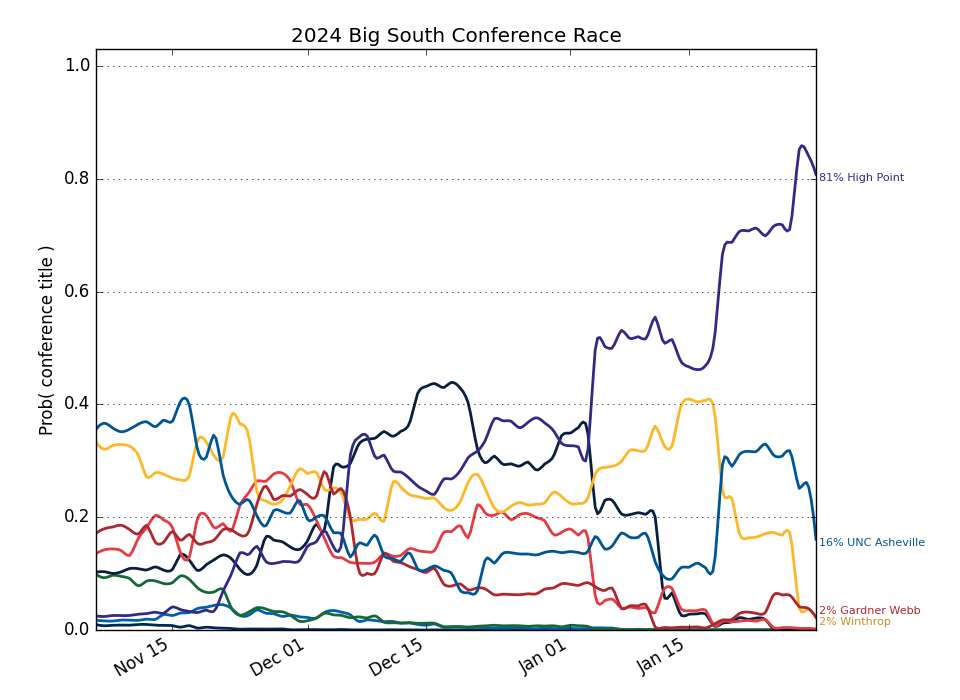 2024 Big South Conference Race
Prob( conference title )
1.0
0.8
0.6
0.4
0.2
0.0
81% High Point
16% UNC Asheville
2% Gardner Webb
2% Winthrop
Nov 15
Dec 01
Dec 15
Jan 01
Jan 15